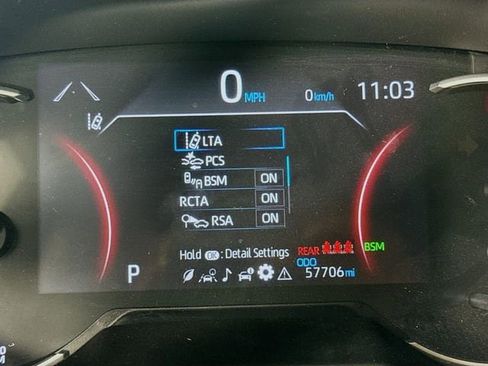 0 MPH 0 km/h 11:03
LTA
PCS
BSM ON
RCTA ON
RSA ON
Hold OK : Detail Settings
REAR BSM
ODO
P 57706 mi